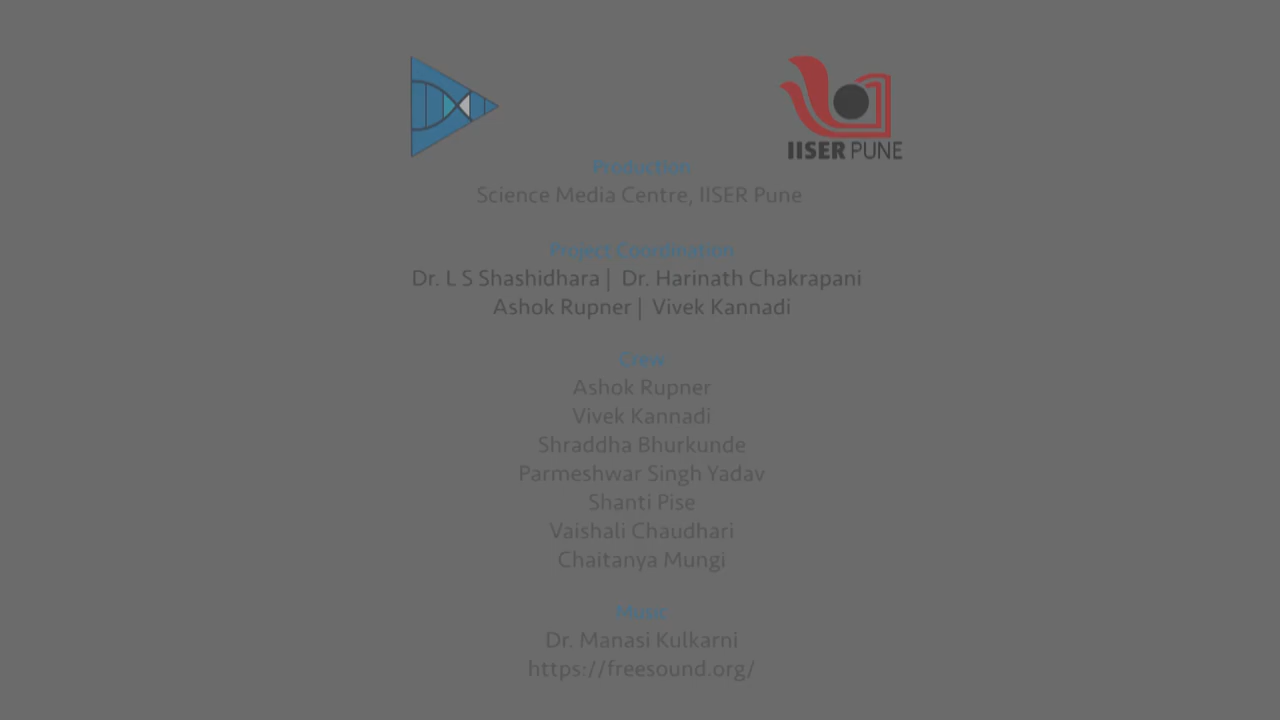 IISER PUNE
Production
Science Media Centre, IISER Pune
Project Coordination
Dr. L S Shashidhara | Dr. Harinath Chakrapani
Ashok Rupner | Vivek Kannadi
Crew
Ashok Rupner
Vivek Kannadi
Shraddha Bhurkunde
Parmeshwar Singh Yadav
Shanti Pise
Vaishali Chaudhari
Chaitanya Mungi
Music
Dr. Manasi Kulkarni
https://freesound.org/